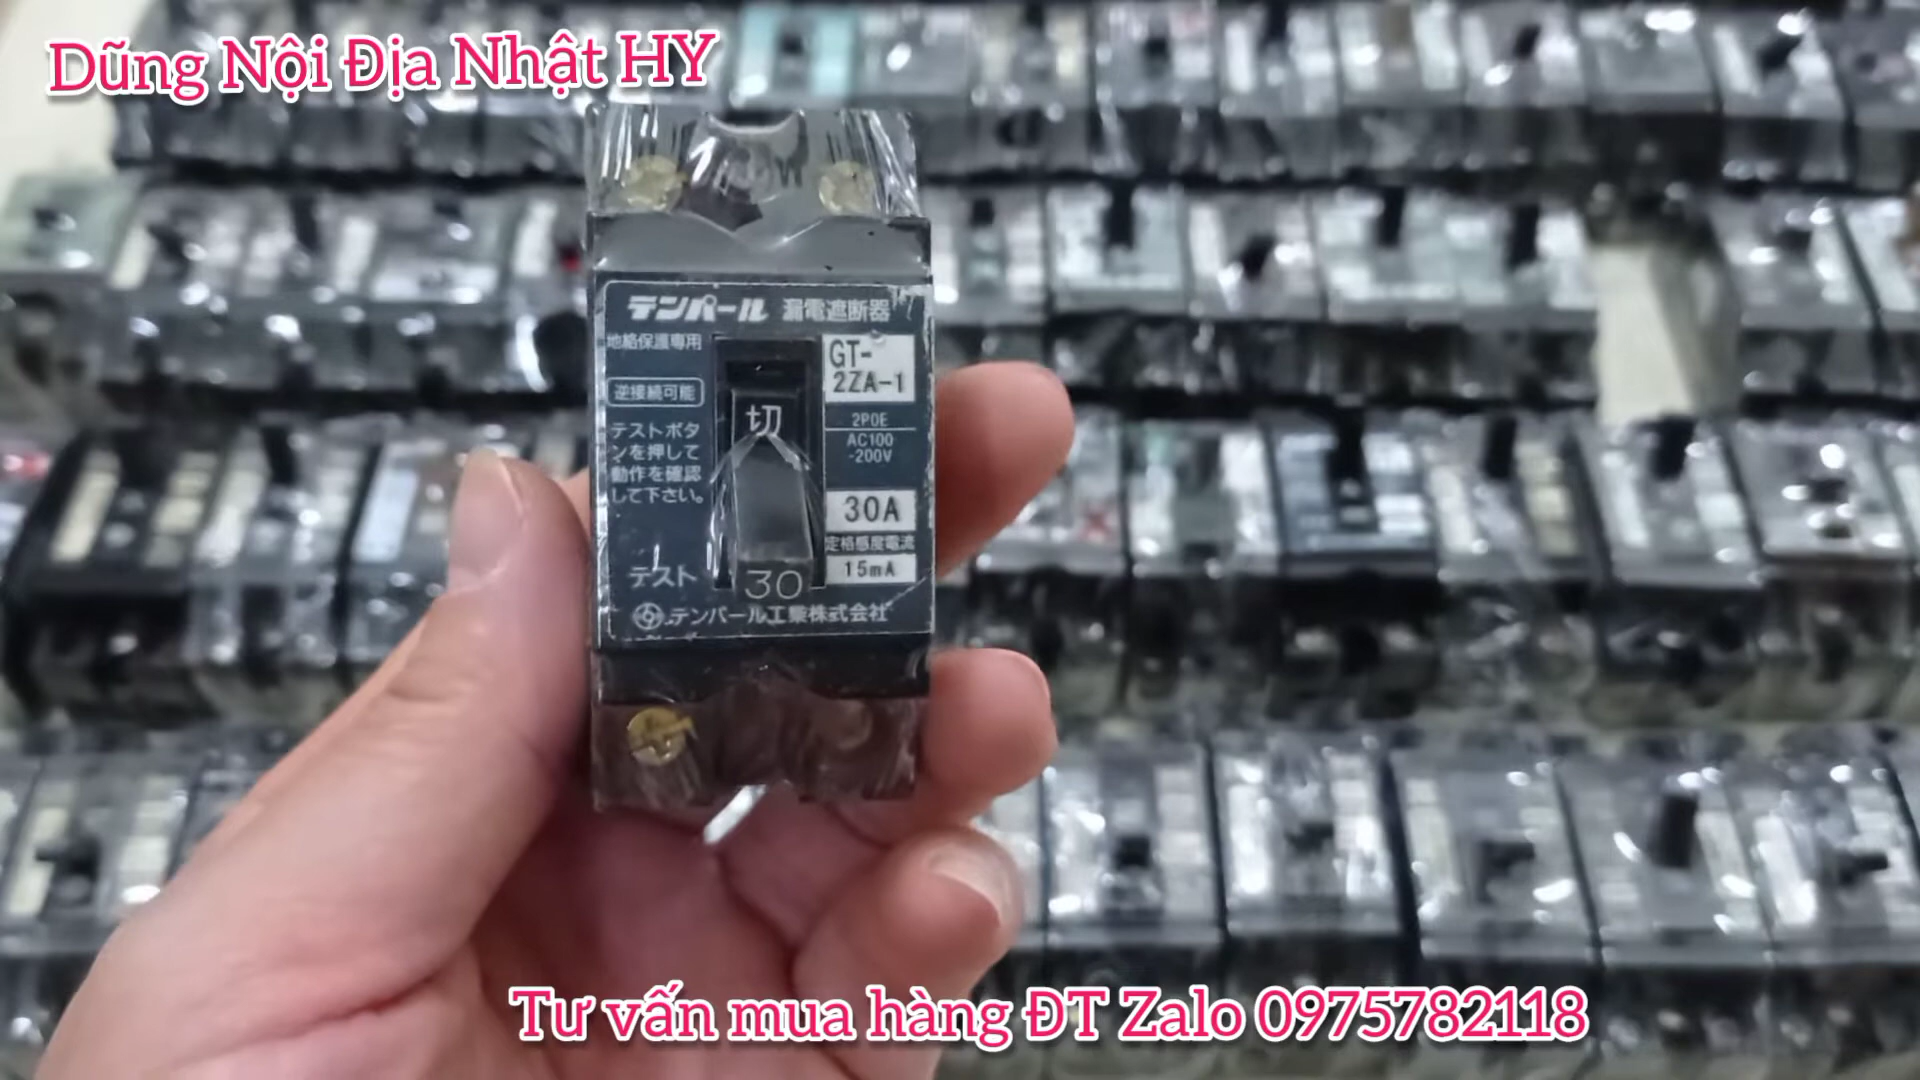 Dũng Nội Địa Nhật HY
テンパール 漏電遮断器
地絡保護専用
GT-
2ZA-1
逆接続可能
切
2P0E
AC100
-200V
テストボタ
ンを押して
動作を確認
して下さい。
30A
定格感度電流
15mA
テスト
30
テンパール工業株式会社
Tư vấn mua hàng ĐT Zalo 0975782118